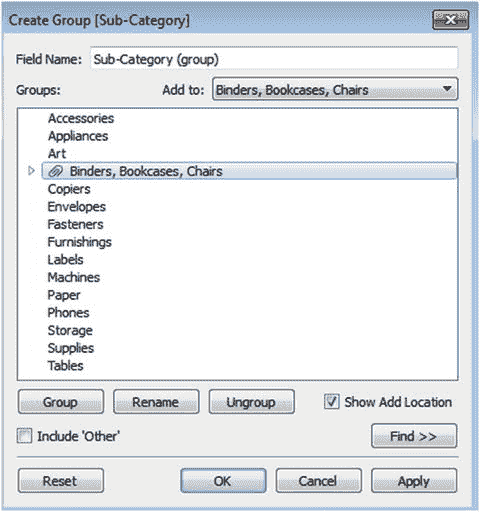 Create Group [Sub-Category]
Field Name: Sub-Category (group)
Groups: Add to: Binders, Bookcases, Chairs
Accessories
Appliances
Art
Binders, Bookcases, Chairs
Copiers
Envelopes
Fasteners
Furnishings
Labels
Machines
Paper
Phones
Storage
Supplies
Tables
Group Rename Ungroup Show Add Location
Include 'Other' Find >>
Reset OK Cancel Apply